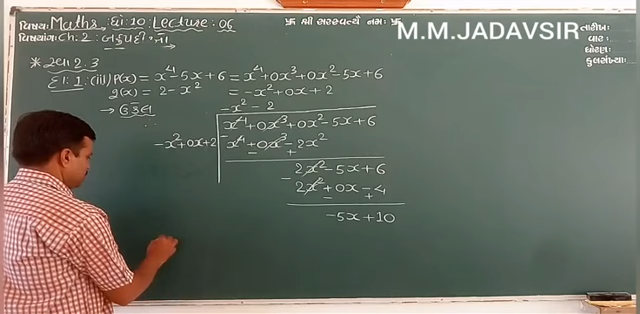 વિષય: Maths : ધો: 10 : Lecture : 06
卐 શ્રી સરસ્વત્યૈ નમ: 卐
M.M.JADAVSIR
તારીખ:
વાર:
ધોરણ:
કુલસંખ્યા:
વિષયાંગ: Ch: 2 : બહુપદીઓ
* સ્વા 2.3
દા: 1 : (iii) P(x) = x⁴ - 5x + 6 = x⁴ + 0x³ + 0x² - 5x + 6
g(x) = 2 - x² = -x² + 0x + 2
→ ઉકેલ
-x² - 2
-x² + 0x + 2
x⁴ + 0x³ + 0x² - 5x + 6
x⁴ + 0x³ - 2x²
- - +
2x² - 5x + 6
2x² + 0x - 4
- - +
-5x + 10